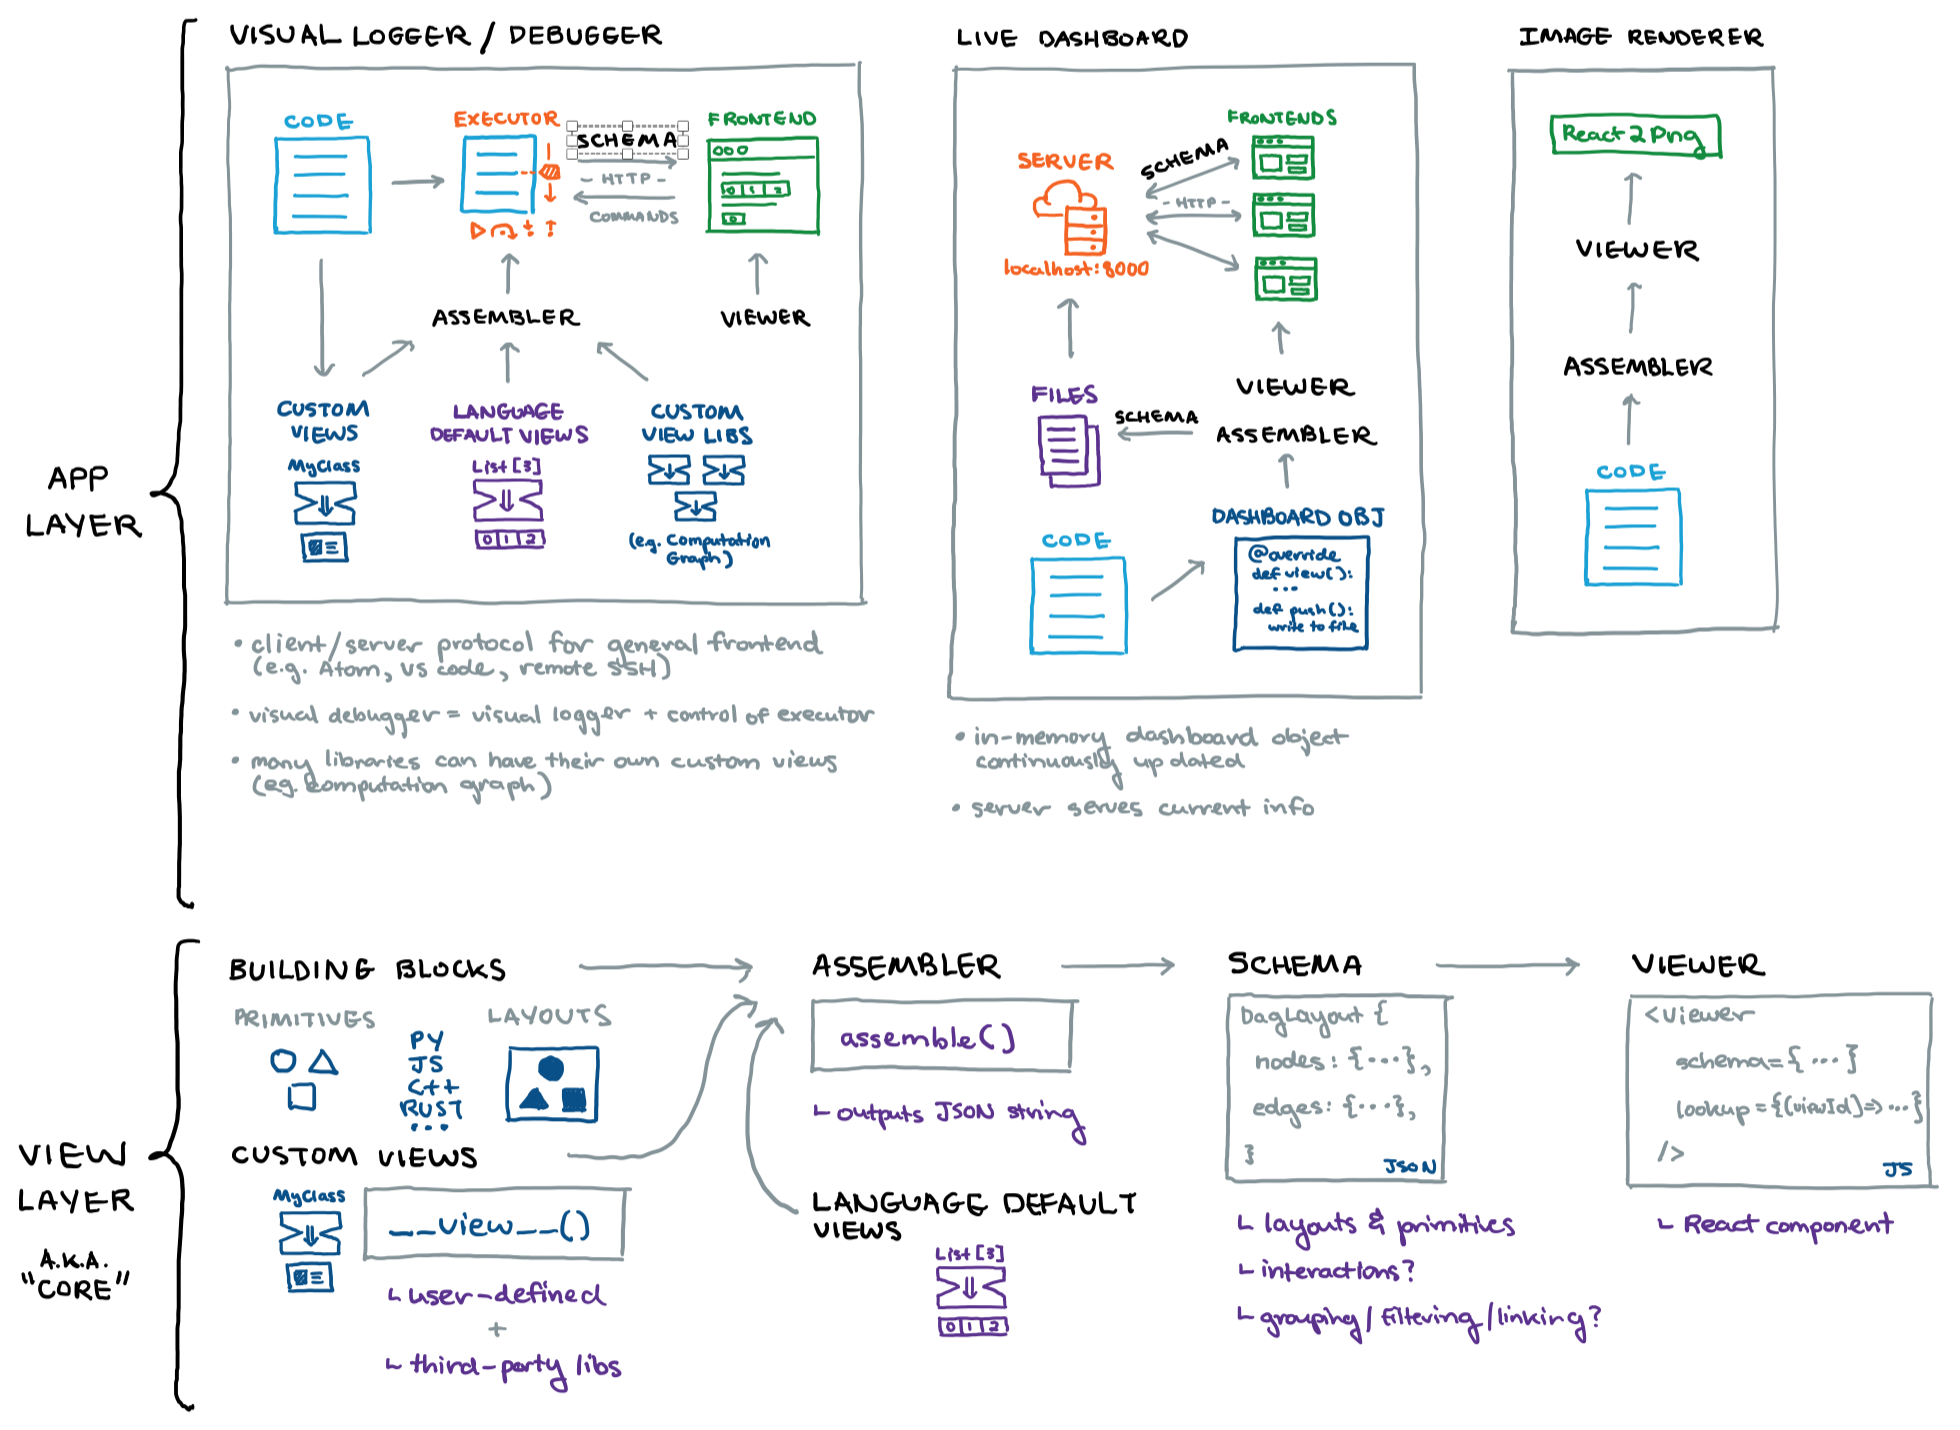 VISUAL LOGGER / DEBUGGER
CODE
EXECUTOR
SCHEMA
- HTTP -
COMMANDS
FRONTEND
0 1 2
0
ASSEMBLER
VIEWER
CUSTOM
VIEWS
MyClass
LANGUAGE
DEFAULT VIEWS
List [3]
0 1 2
CUSTOM
VIEW LIBS
(e.g. Computation
Graph)
• client/server protocol for general frontend
(e.g. Atom, VS code, remote SSH)
• visual debugger = visual logger + control of executor
• many libraries can have their own custom views
(e.g. computation graph)
LIVE DASHBOARD
SERVER
localhost:8000
SCHEMA
- HTTP -
FRONTENDS
FILES
SCHEMA
VIEWER
ASSEMBLER
CODE
DASHBOARD OBJ
@override
def view():
...
def push():
write to file
• in-memory dashboard object
continuously updated
• server serves current info
IMAGE RENDERER
React2Png
VIEWER
ASSEMBLER
CODE
APP
LAYER
VIEW
LAYER
A.K.A.
"CORE"
BUILDING BLOCKS
PRIMITIVES
PY
JS
C++
RUST
...
LAYOUTS
CUSTOM VIEWS
MyClass
__view__()
↳ user-defined
+
↳ third-party libs
ASSEMBLER
assemble()
↳ outputs JSON string
LANGUAGE DEFAULT
VIEWS
List [3]
0 1 2
SCHEMA
DagLayout {
nodes: {...},
edges: {...},
}
JSON
↳ layouts & primitives
↳ interactions?
↳ grouping/filtering/linking?
VIEWER
<Viewer
schema={...}
lookup={(viewId)=>...}
/>
JS
↳ React component